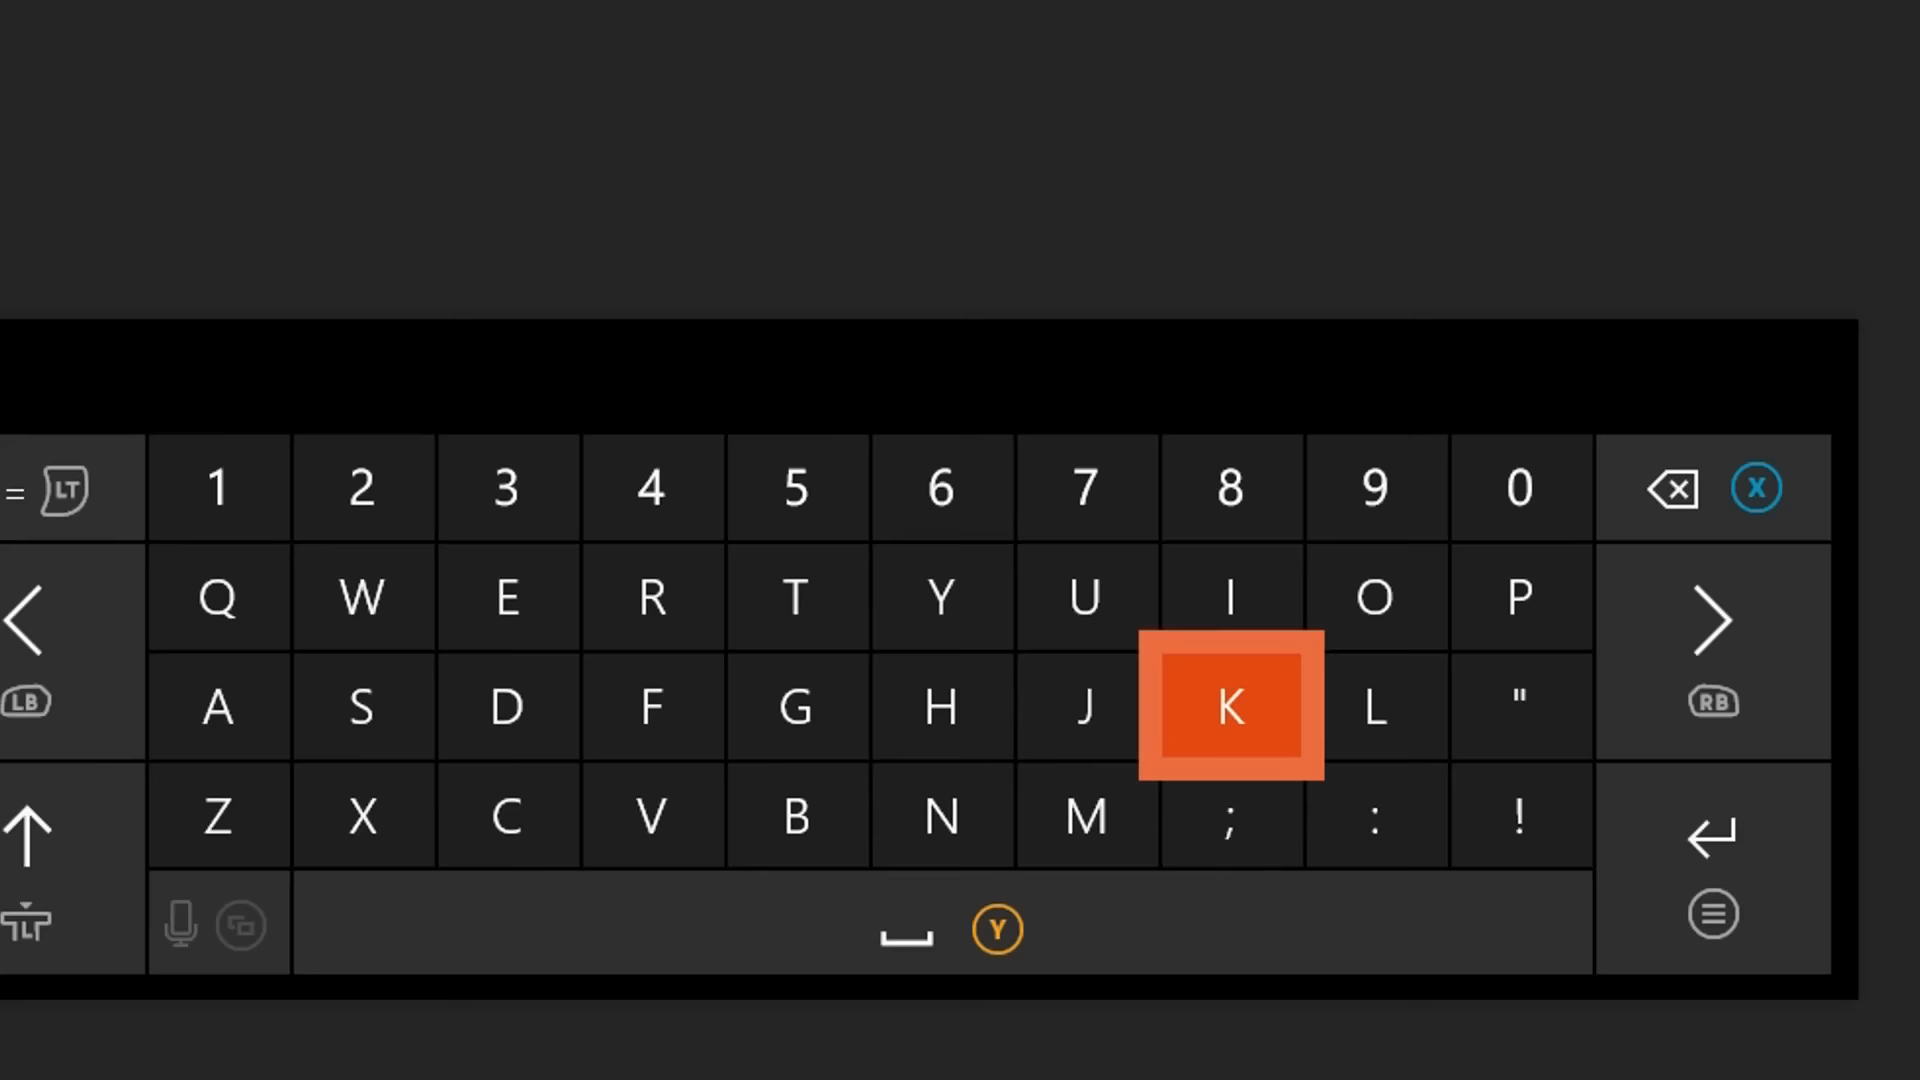 = LT 1 2 3 4 5 6 7 8 9 0 X
Q W E R T Y U I O P
LB A S D F G H J K L " RB
Z X C V B N M ; : !
Y